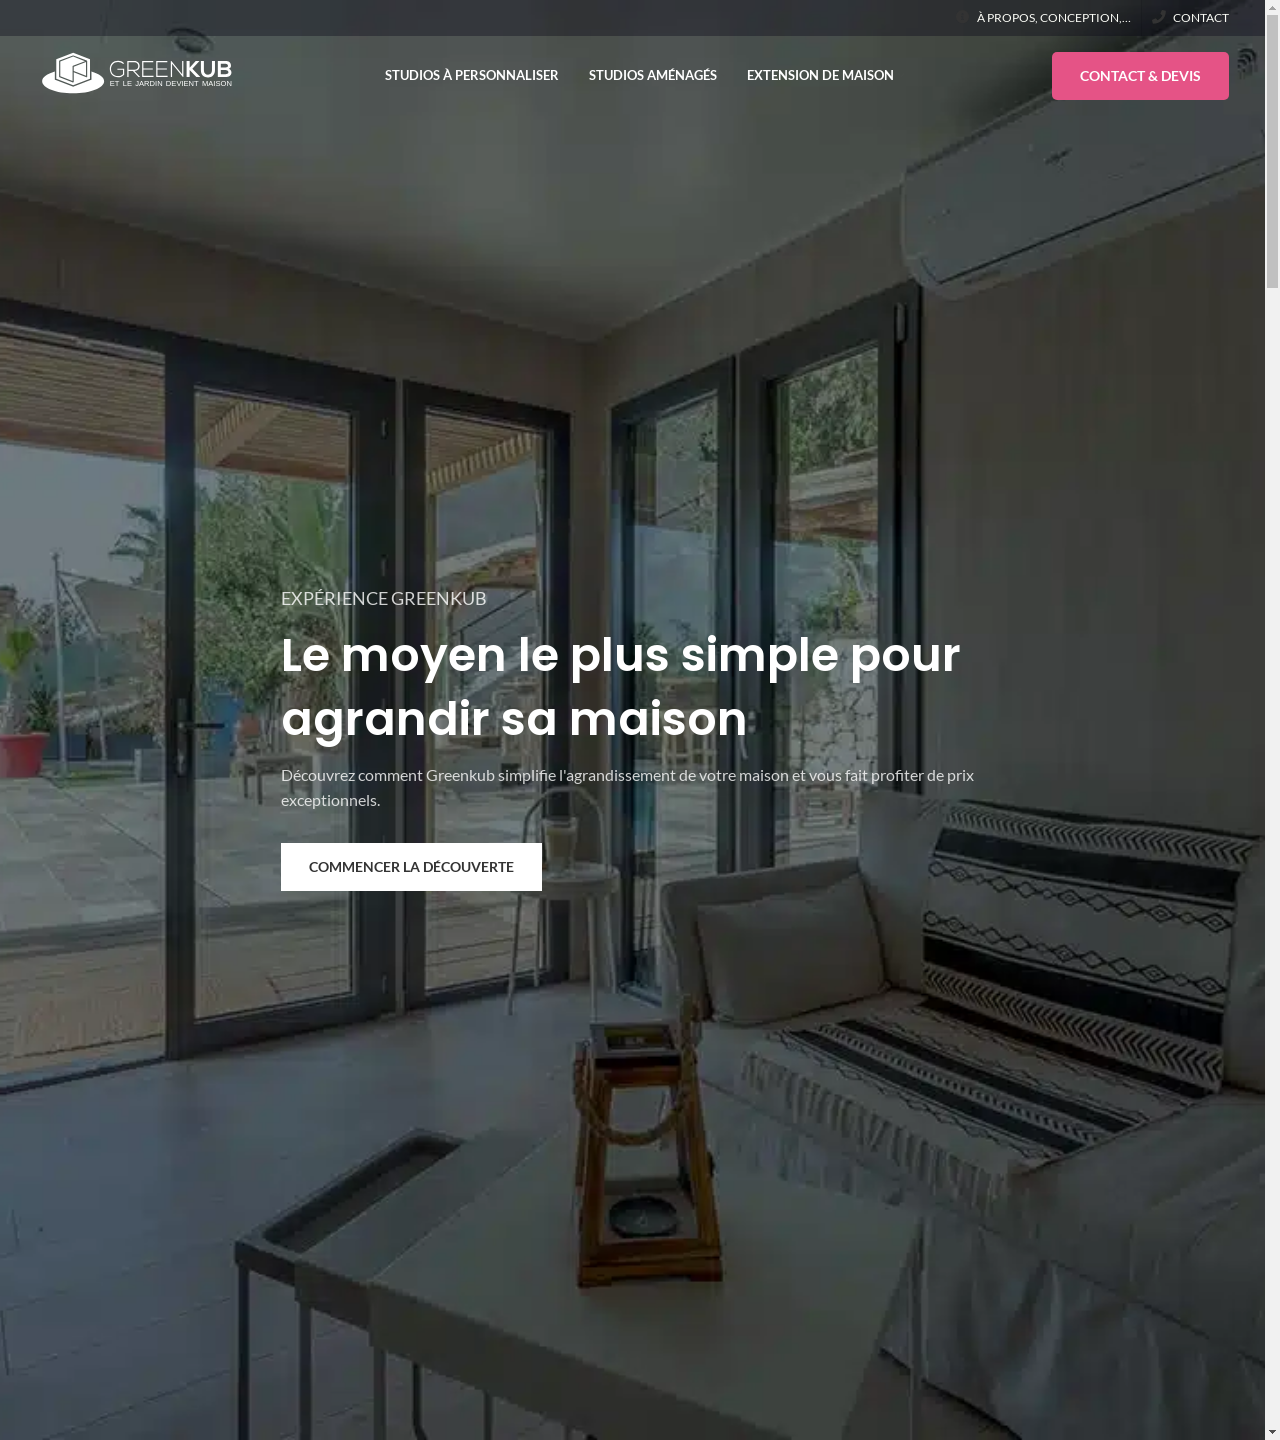 À PROPOS, CONCEPTION,...
CONTACT
GREENKUB
ET LE JARDIN DEVIENT MAISON
STUDIOS À PERSONNALISER
STUDIOS AMÉNAGÉS
EXTENSION DE MAISON
CONTACT & DEVIS
EXPÉRIENCE GREENKUB
Le moyen le plus simple pour
agrandir sa maison
Découvrez comment Greenkub simplifie l'agrandissement de votre maison et vous fait profiter de prix
exceptionnels.
COMMENCER LA DÉCOUVERTE